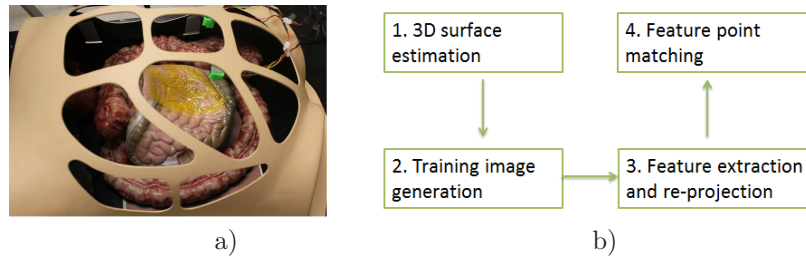 1. 3D surface
estimation
4. Feature point
matching
2. Training image
generation
3. Feature extraction
and re-projection
a)
b)